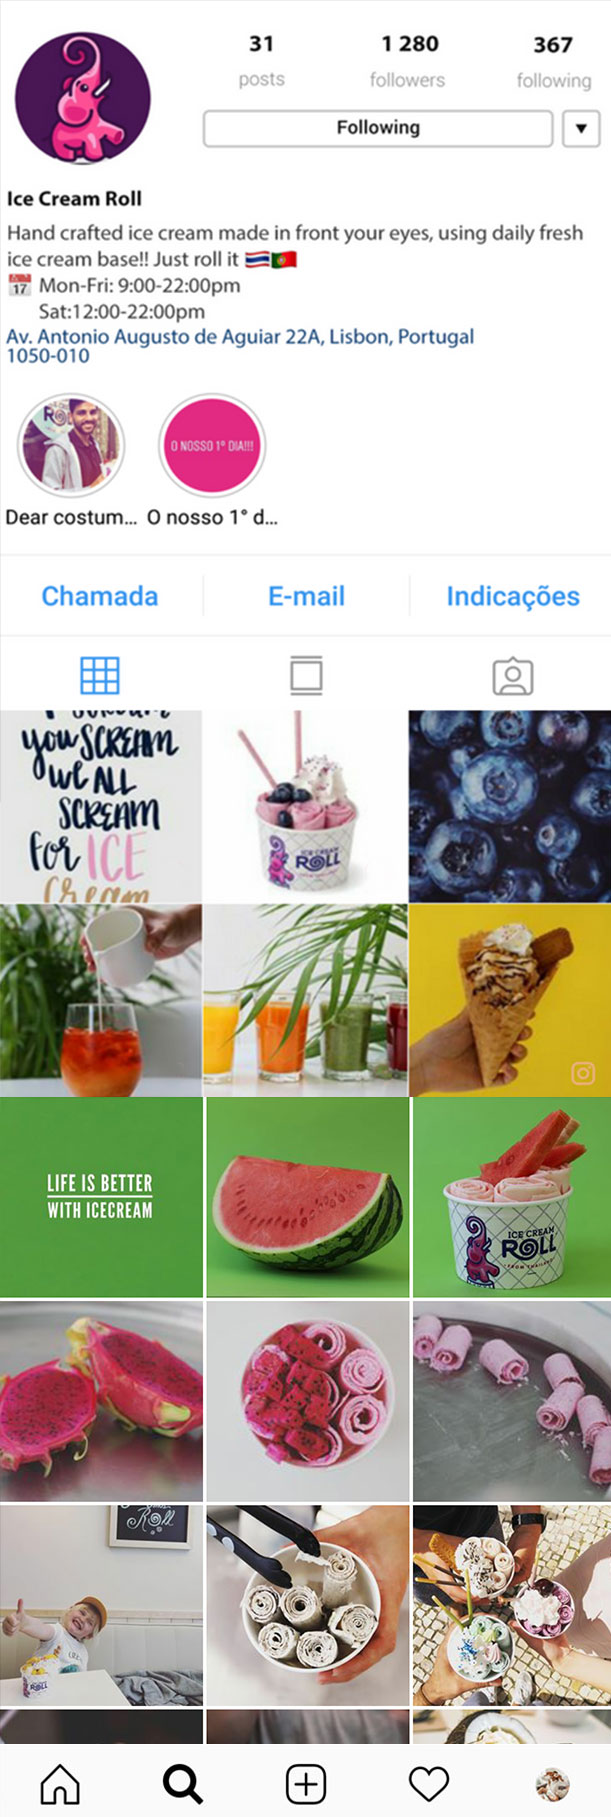 31 1 280 367
posts followers following
Following
Ice Cream Roll
Hand crafted ice cream made in front your eyes, using daily fresh
ice cream base!! Just roll it 🇹🇭🇵🇹
📅 Mon-Fri: 9:00-22:00pm
Sat:12:00-22:00pm
Av. Antonio Augusto de Aguiar 22A, Lisbon, Portugal
1050-010
O NOSSO 1º DIA!!!
Dear costum... O nosso 1° d...
Chamada E-mail Indicações
you SCREAM
we ALL
SCREAM
for ICE
Cream
ICE CREAM
ROLL
LIFE IS BETTER
WITH ICECREAM
ICE CREAM
ROLL
FROM THAILAND
Roll
ROLL